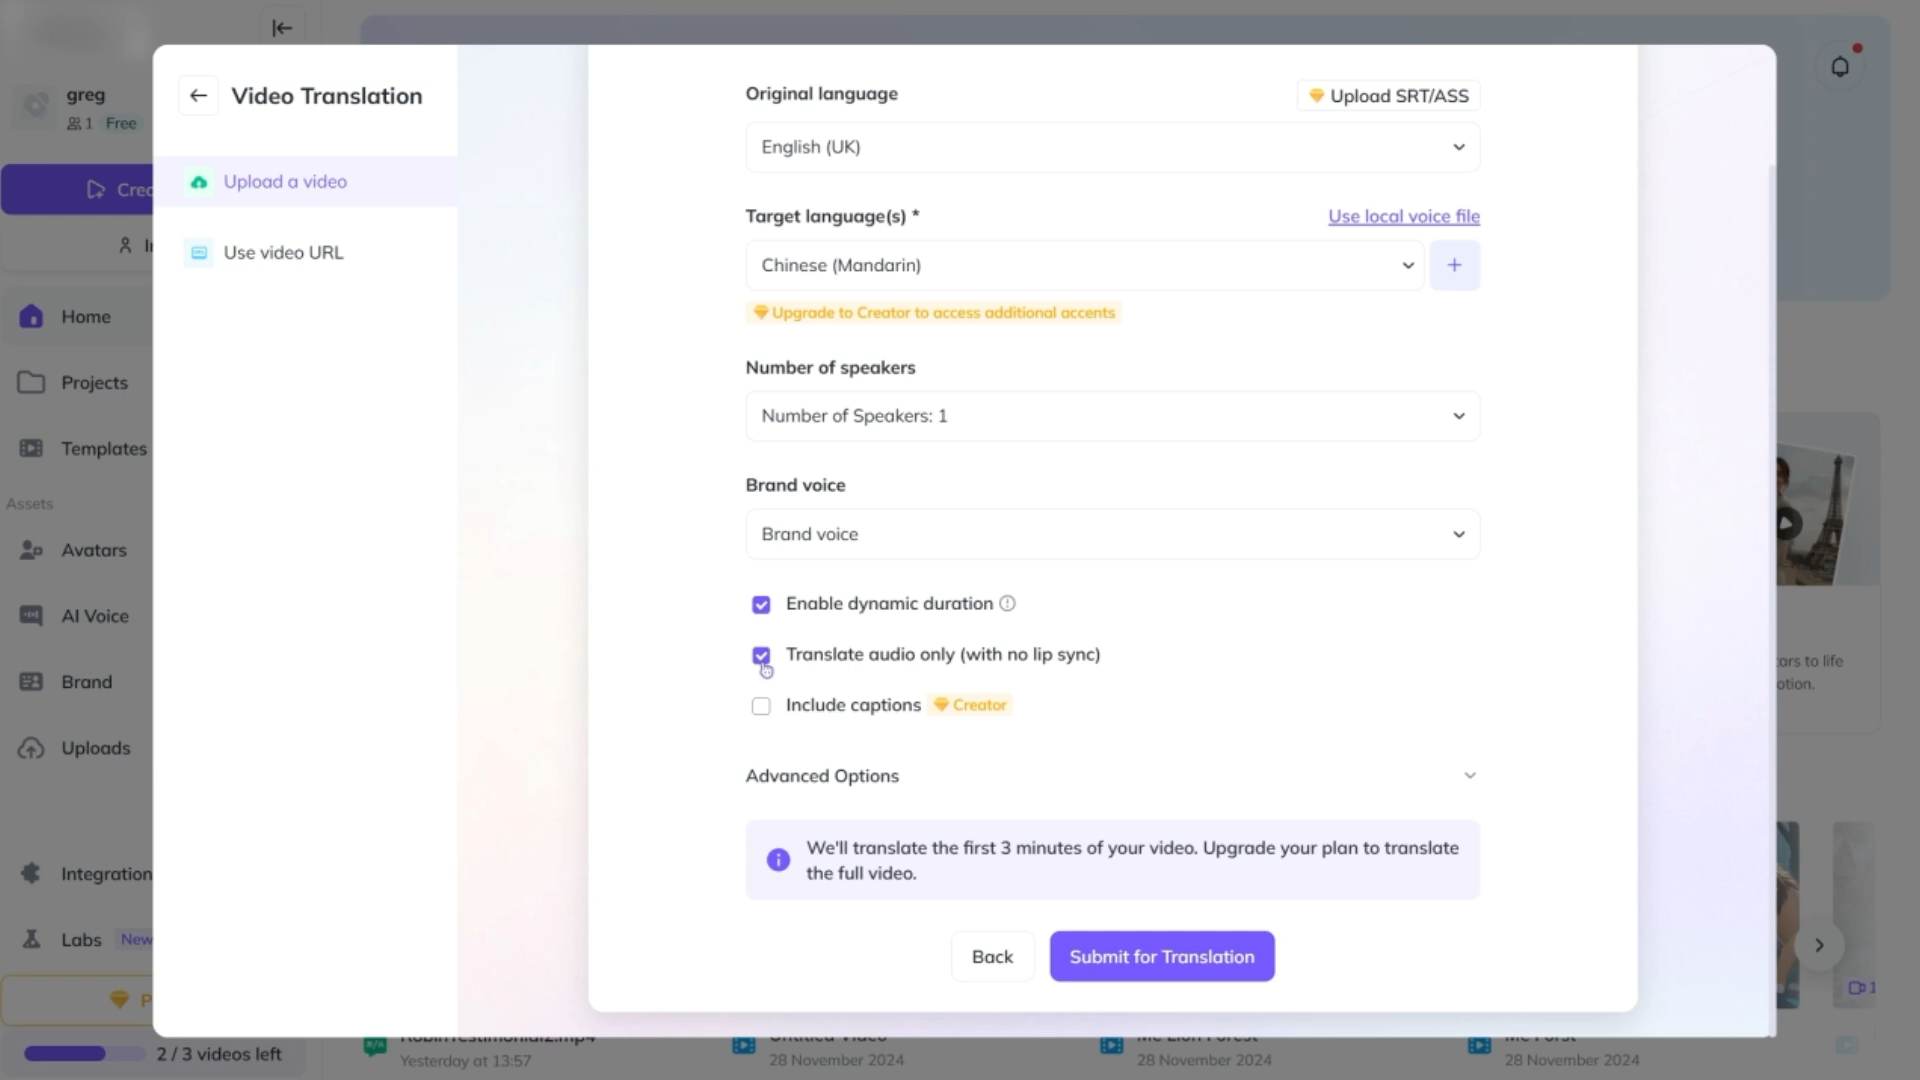 greg
1 Free
Home
Projects
Templates
Assets
Avatars
AI Voice
Brand
Uploads
Integration
Labs New
2 / 3 videos left
Video Translation
Upload a video
Use video URL
Original language
Upload SRT/ASS
English (UK)
Target language(s) *
Use local voice file
Chinese (Mandarin)
+
Upgrade to Creator to access additional accents
Number of speakers
Number of Speakers: 1
Brand voice
Brand voice
Enable dynamic duration
Translate audio only (with no lip sync)
Include captions Creator
Advanced Options
We'll translate the first 3 minutes of your video. Upgrade your plan to translate
the full video.
Back
Submit for Translation
to life
Yesterday at 13:57
28 November 2024
28 November 2024
28 November 2024